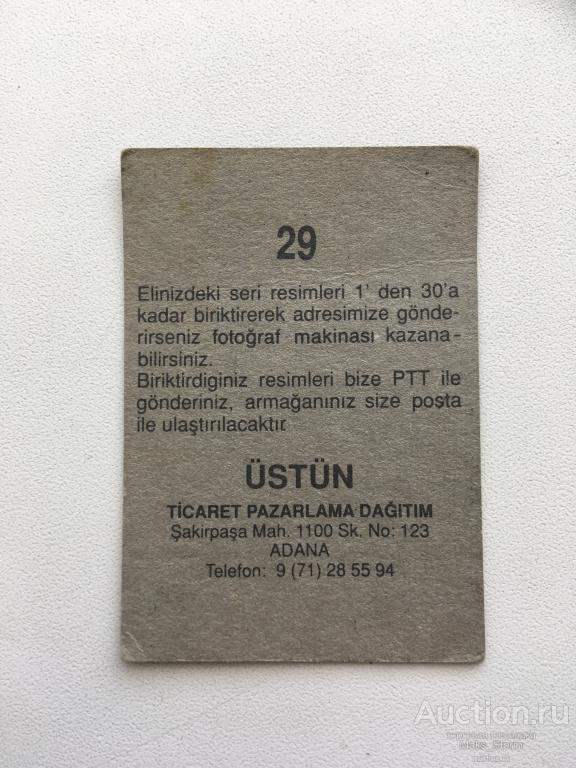 29
Elinizdeki seri resimleri 1' den 30'a
kadar biriktirerek adresimize gönde-
rirseniz fotoğraf makinası kazana-
bilirsiniz.
Biriktirdiginiz resimleri bize PTT ile
gönderiniz, armağanınız size posta
ile ulaştırılacaktır
ÜSTÜN
TİCARET PAZARLAMA DAĞITIM
Şakirpaşa Mah. 1100 Sk. No: 123
ADANA
Telefon: 9 (71) 28 55 94
Auction.ru
Maks_Storm